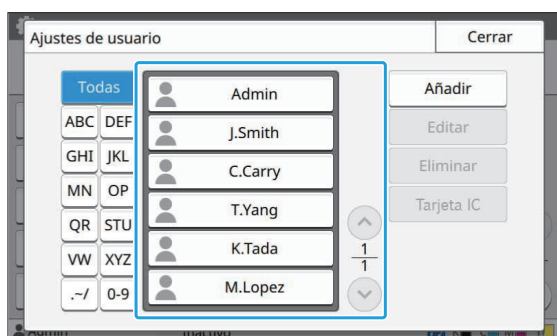 Ajustes de usuario
Cerrar
Todas
ABC DEF
GHI JKL
MN OP
QR STU
VW XYZ
.~/ 0-9
Admin
J.Smith
C.Carry
T.Yang
K.Tada
M.Lopez
1
1
Añadir
Editar
Eliminar
Tarjeta IC